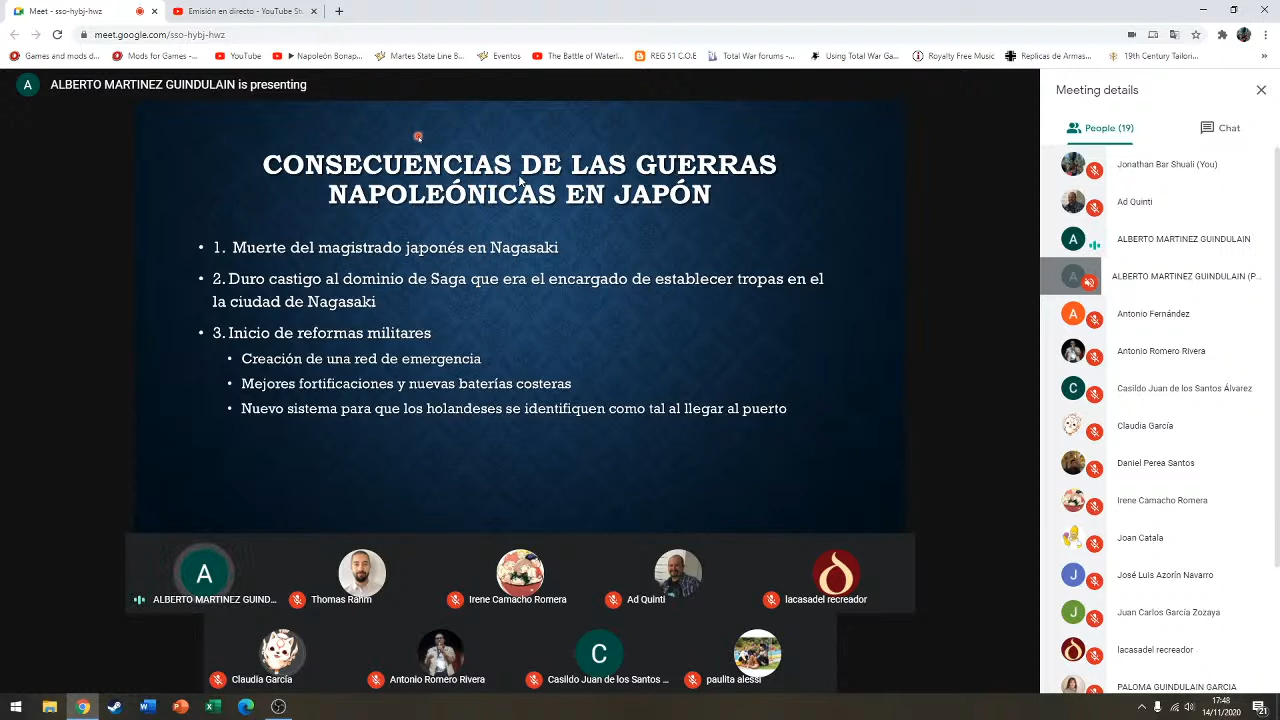 Meet - sso-hybj-hwz
Emisión en directo - YouTube St
meet.google.com/sso-hybj-hwz
Games and mods d...
Mods for Games -...
YouTube
▶ Napoleón Bonap...
Martes State Line B...
Eventos
The Battle of Waterl...
REG 51 C.O.E
Total War forums -...
Using Total War Ga...
Royalty Free Music
Replicas de Armas...
19th Century Tailori...
»
A
ALBERTO MARTINEZ GUINDULAIN is presenting
CONSECUENCIAS DE LAS GUERRAS
NAPOLEÓNICAS EN JAPÓN
• 1. Muerte del magistrado japonés en Nagasaki
• 2. Duro castigo al dominio de Saga que era el encargado de establecer tropas en el
la ciudad de Nagasaki
• 3. Inicio de reformas militares
• Creación de una red de emergencia
• Mejores fortificaciones y nuevas baterías costeras
• Nuevo sistema para que los holandeses se identifiquen como tal al llegar al puerto
A
ALBERTO MARTINEZ GUIND...
Thomas Rahm
Irene Camacho Romera
Ad Quinti
lacasadel recreador
Claudia García
Antonio Romero Rivera
C
Casildo Juan de los Santos ...
paulita alessi
Meeting details
People (19)
Chat
Jonathan Bar Shuali (You)
Ad Quinti
A
ALBERTO MARTINEZ GUINDULAIN
A
ALBERTO MARTINEZ GUINDULAIN (P...
A
Antonio Fernández
Antonio Romero Rivera
C
Casildo Juan de los Santos Álvarez
Claudia García
Daniel Perea Santos
Irene Camacho Romera
Joan Catala
J
José Luis Azorín Navarro
J
Juan Carlos García Zozaya
lacasadel recreador
PALOMA GUINDULAIN GARCIA
17:48
14/11/2020
21